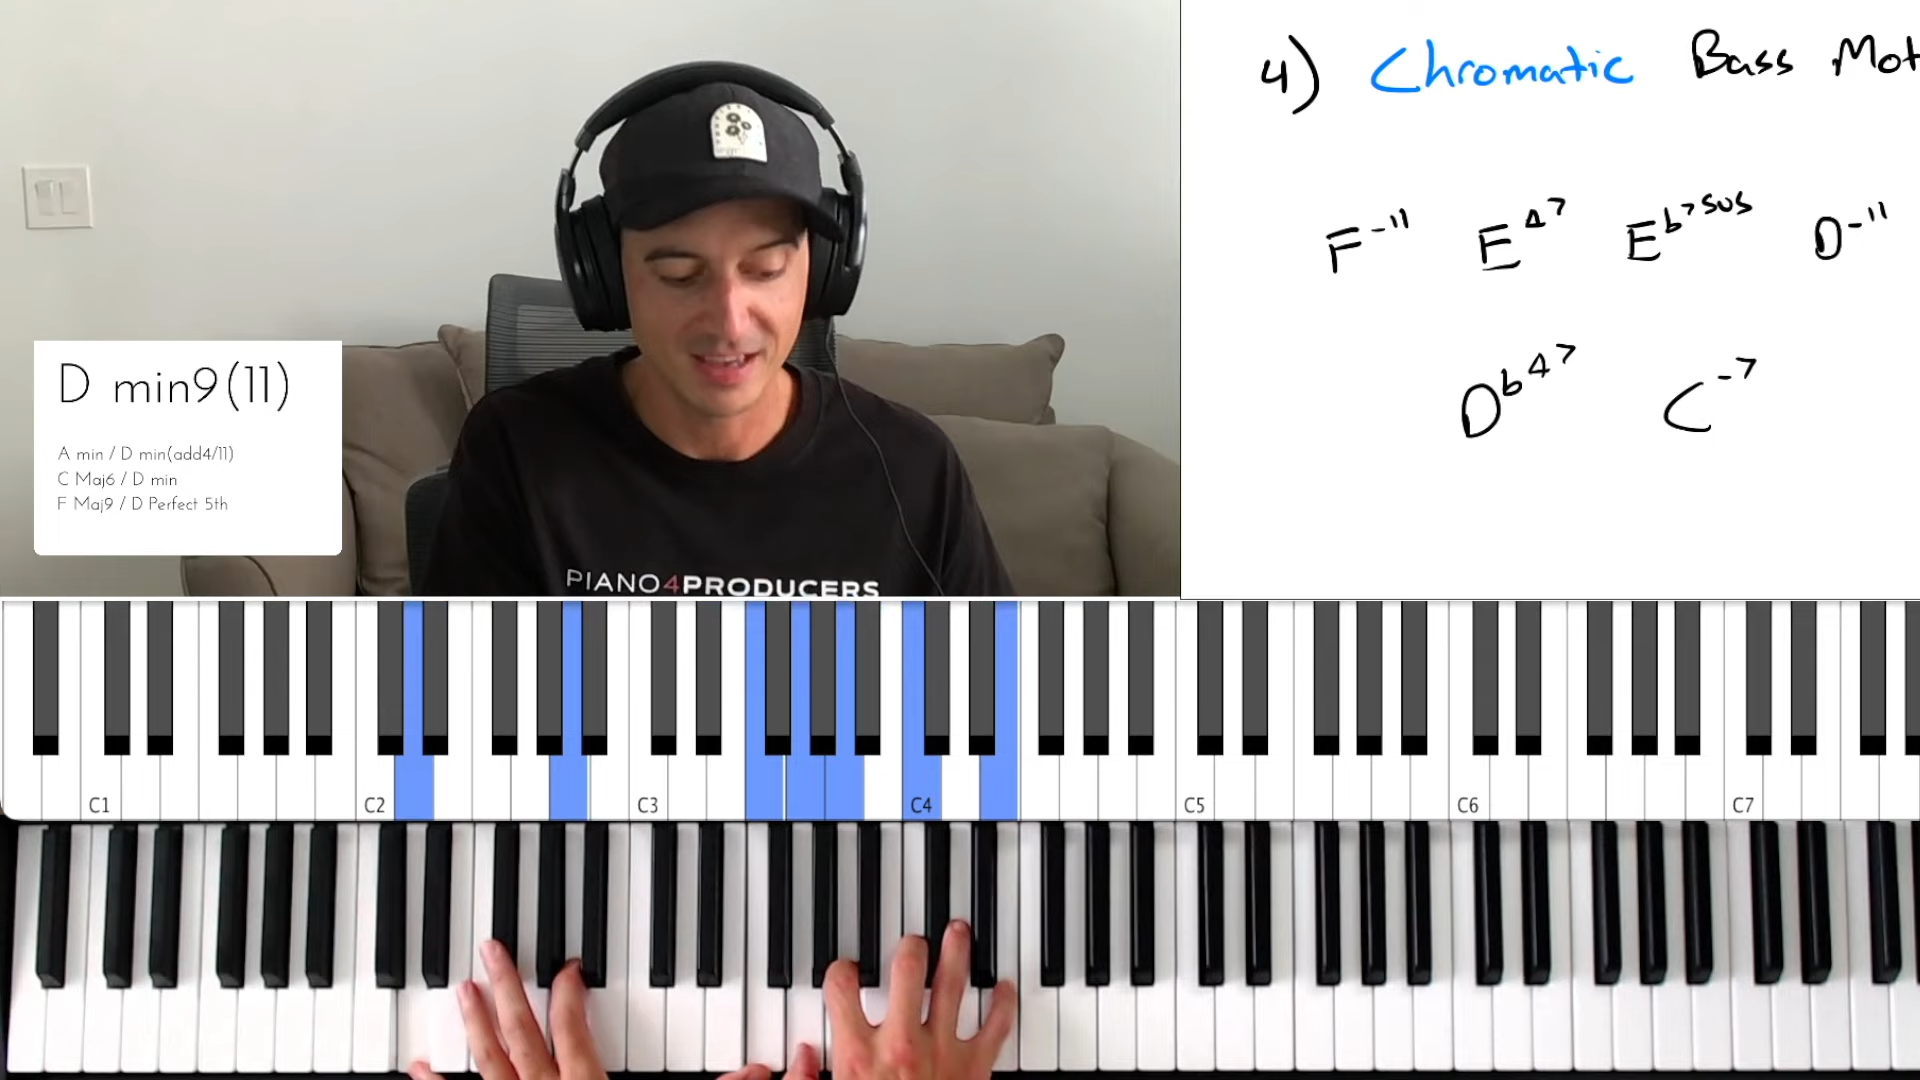 4) Chromatic Bass Mot
F-11 EΔ7 Eb7sus D-11
DbΔ7 C-7
D min9(11)
A min / D min(add4/11)
C Maj6 / D min
F Maj9 / D Perfect 5th
PIANO4PRODUCERS
C1 C2 C3 C4 C5 C6 C7